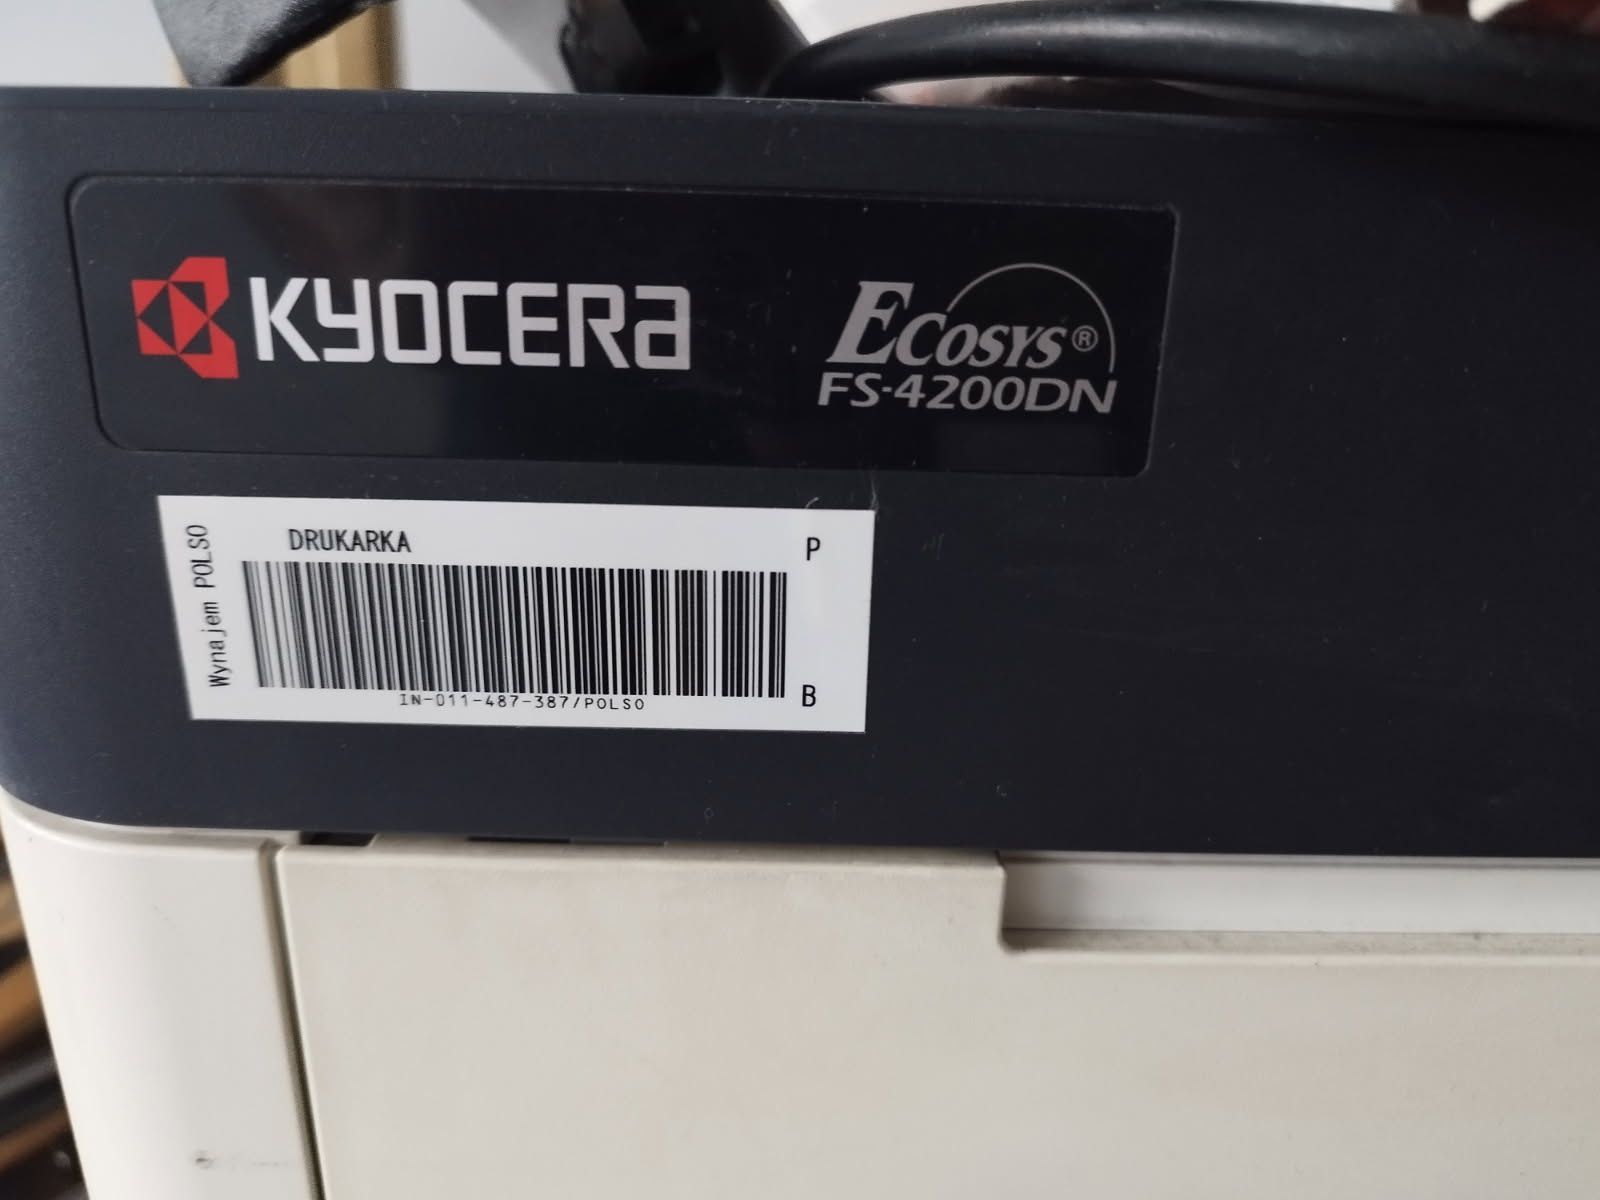 KYOCERA
ECOSYS®
FS-4200DN
Wynajem POLSO
DRUKARKA
P
IN-011-487-387/POLSO
B